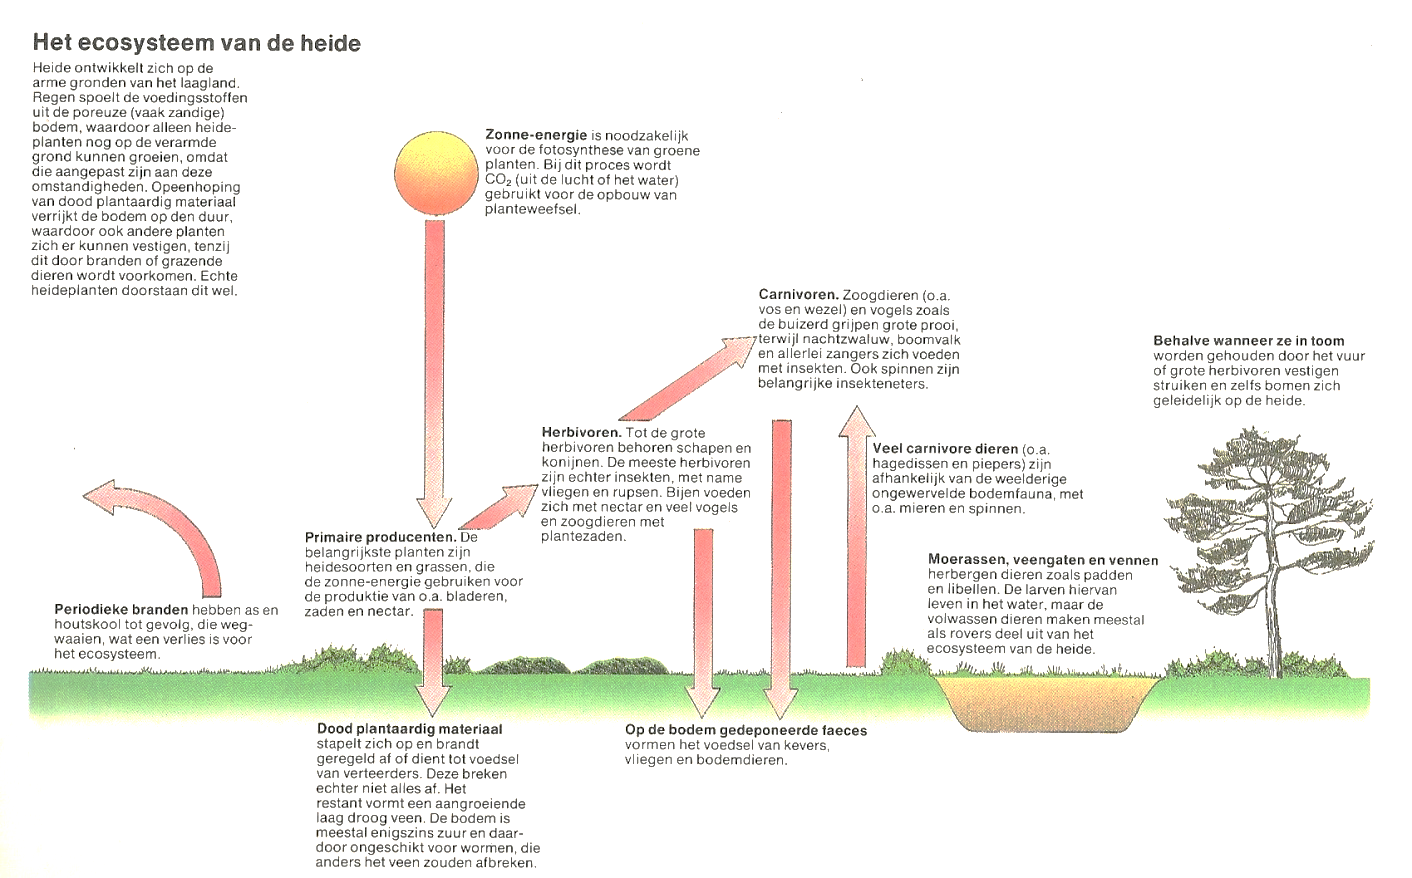 Het ecosysteem van de heide
Heide ontwikkelt zich op de
arme gronden van het laagland.
Regen spoelt de voedingsstoffen
uit de poreuze (vaak zandige)
bodem, waardoor alleen heide-
planten nog op de verarmde
grond kunnen groeien, omdat
die aangepast zijn aan deze
omstandigheden. Opeenhoping
van dood plantaardig materiaal
verrijkt de bodem op den duur,
waardoor ook andere planten
zich er kunnen vestigen, tenzij
dit door branden of grazende
dieren wordt voorkomen. Echte
heideplanten doorstaan dit wel.
Zonne-energie is noodzakelijk
voor de fotosynthese van groene
planten. Bij dit proces wordt
CO₂ (uit de lucht of het water)
gebruikt voor de opbouw van
planteweefsel.
Carnivoren. Zoogdieren (o.a.
vos en wezel) en vogels zoals
de buizerd grijpen grote prooi,
terwijl nachtzwaluw, boomvalk
en allerlei zangers zich voeden
met insekten. Ook spinnen zijn
belangrijke insekteneters.
Behalve wanneer ze in toom
worden gehouden door het vuur
of grote herbivoren vestigen
struiken en zelfs bomen zich
geleidelijk op de heide.
Herbivoren. Tot de grote
herbivoren behoren schapen en
konijnen. De meeste herbivoren
zijn echter insekten, met name
vliegen en rupsen. Bijen voeden
zich met nectar en veel vogels
en zoogdieren met
plantezaden.
Veel carnivore dieren (o.a.
hagedissen en piepers) zijn
afhankelijk van de weelderige
ongewervelde bodemfauna, met
o.a. mieren en spinnen.
Primaire producenten. De
belangrijkste planten zijn
heidesoorten en grassen, die
de zonne-energie gebruiken voor
de produktie van o.a. bladeren,
zaden en nectar.
Moerassen, veengaten en vennen
herbergen dieren zoals padden
en libellen. De larven hiervan
leven in het water, maar de
volwassen dieren maken meestal
als rovers deel uit van het
ecosysteem van de heide.
Periodieke branden hebben as en
houtskool tot gevolg, die weg-
waaien, wat een verlies is voor
het ecosysteem.
Dood plantaardig materiaal
stapelt zich op en brandt
geregeld af of dient tot voedsel
van verteerders. Deze breken
echter niet alles af. Het
restant vormt een aangroeiende
laag droog veen. De bodem is
meestal enigszins zuur en daar-
door ongeschikt voor wormen, die
anders het veen zouden afbreken.
Op de bodem gedeponeerde faeces
vormen het voedsel van kevers,
vliegen en bodemdieren.